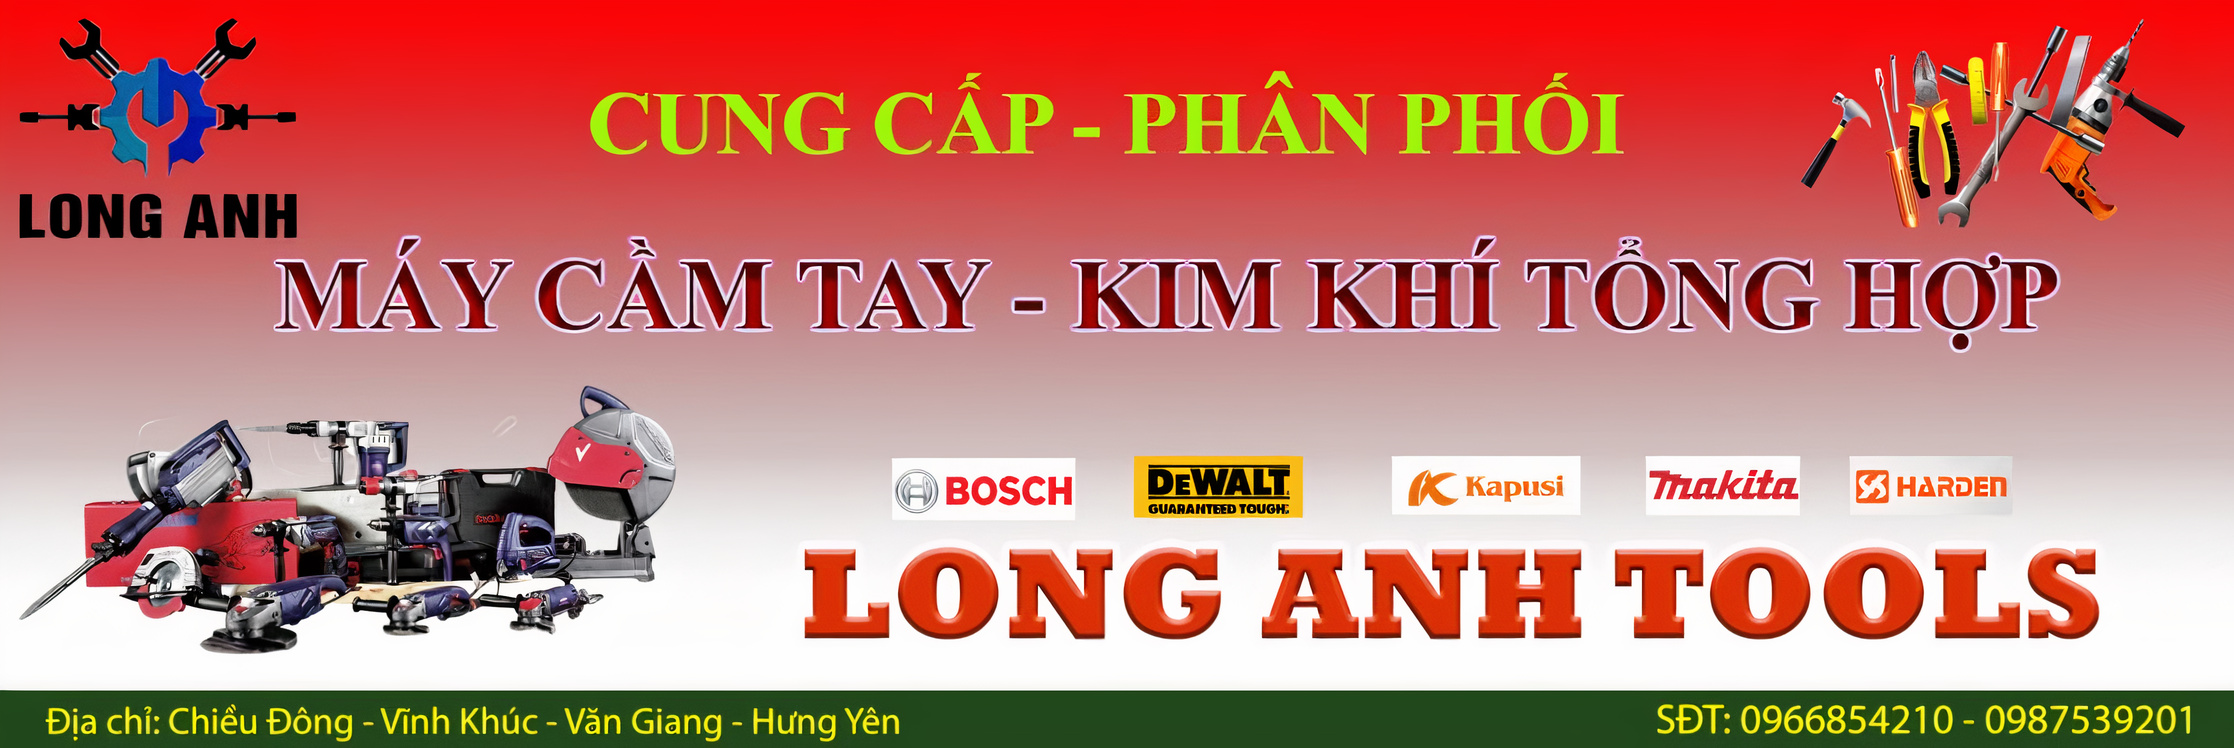 LONG ANH
CUNG CẤP - PHÂN PHỐI
MÁY CẦM TAY - KIM KHÍ TỔNG HỢP
BOSCH
DEWALT
GUARANTEED TOUGH.
Kapusi
makita
HARDEN
LONG ANH TOOLS
Địa chỉ: Chiều Đông - Vĩnh Khúc - Văn Giang - Hưng Yên
SĐT: 0966854210 - 0987539201